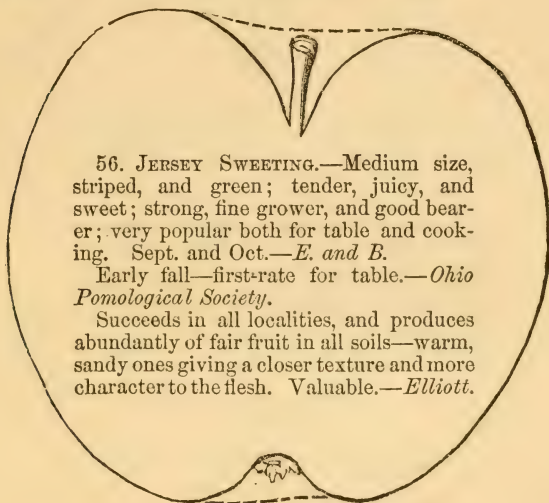 56. JERSEY SWEETING.—Medium size,
striped, and green; tender, juicy, and
sweet; strong, fine grower, and good bear-
er; very popular both for table and cook-
ing. Sept. and Oct.—E. and B.
Early fall—first-rate for table.—Ohio
Pomological Society.
Succeeds in all localities, and produces
abundantly of fair fruit in all soils—warm,
sandy ones giving a closer texture and more
character to the flesh. Valuable.—Elliott.